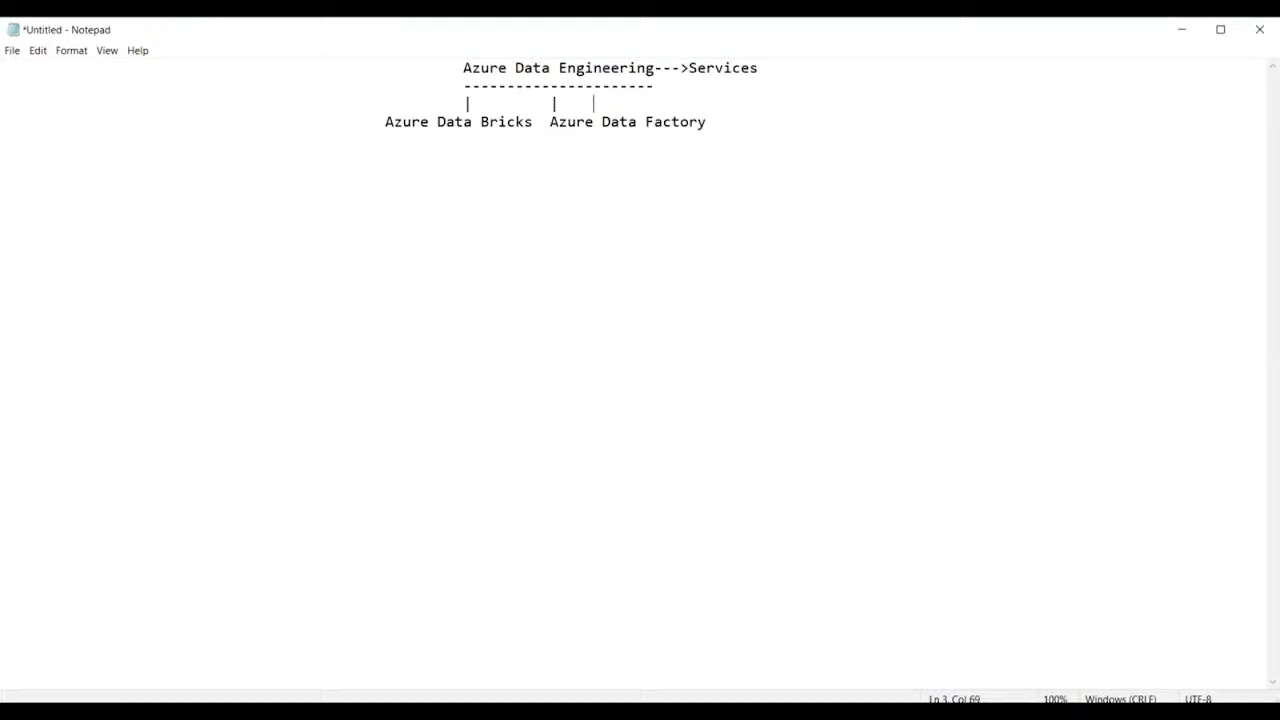 *Untitled - Notepad
File Edit Format View Help
Azure Data Engineering--->Services
----------------------
| |
Azure Data Bricks Azure Data Factory
Ln 3, Col 69 100% Windows (CRLF) UTF-8